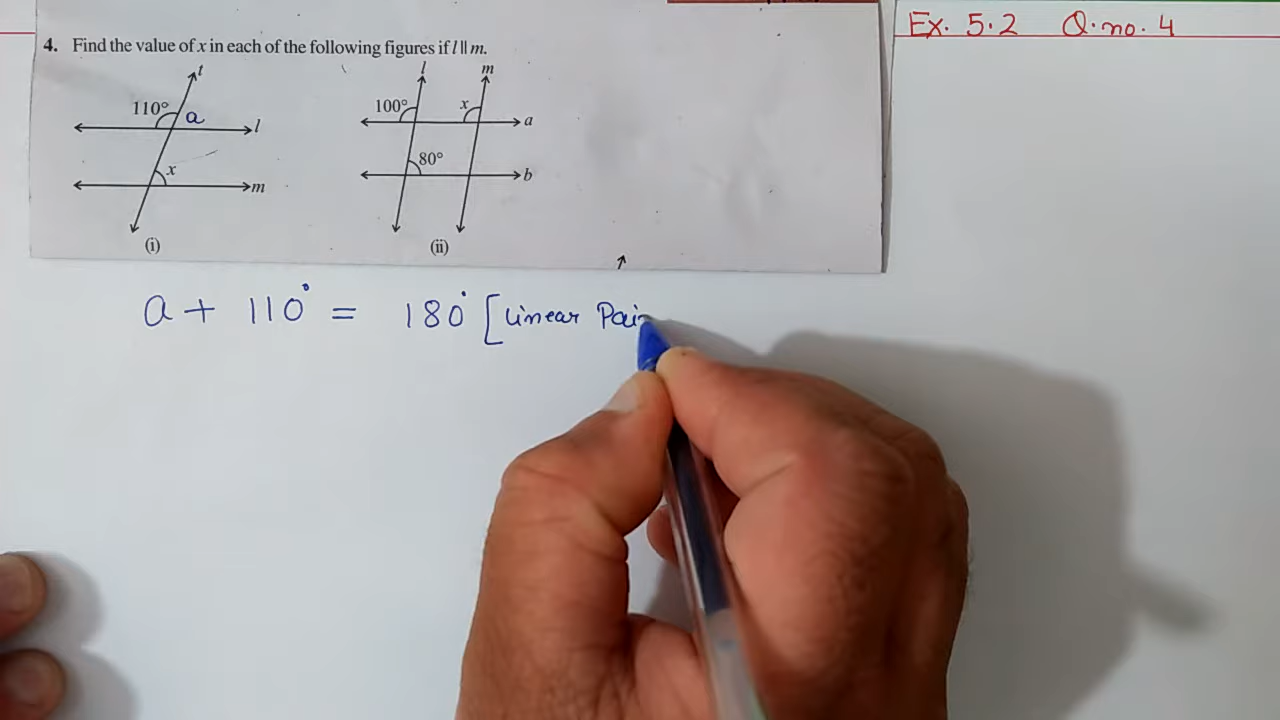 Ex. 5.2 Q.no. 4
4. Find the value of x in each of the following figures if l || m.
t
110° a
l
x
m
(i)
l m
100° x
a
80°
b
(ii)
a + 110° = 180° [Linear Pair